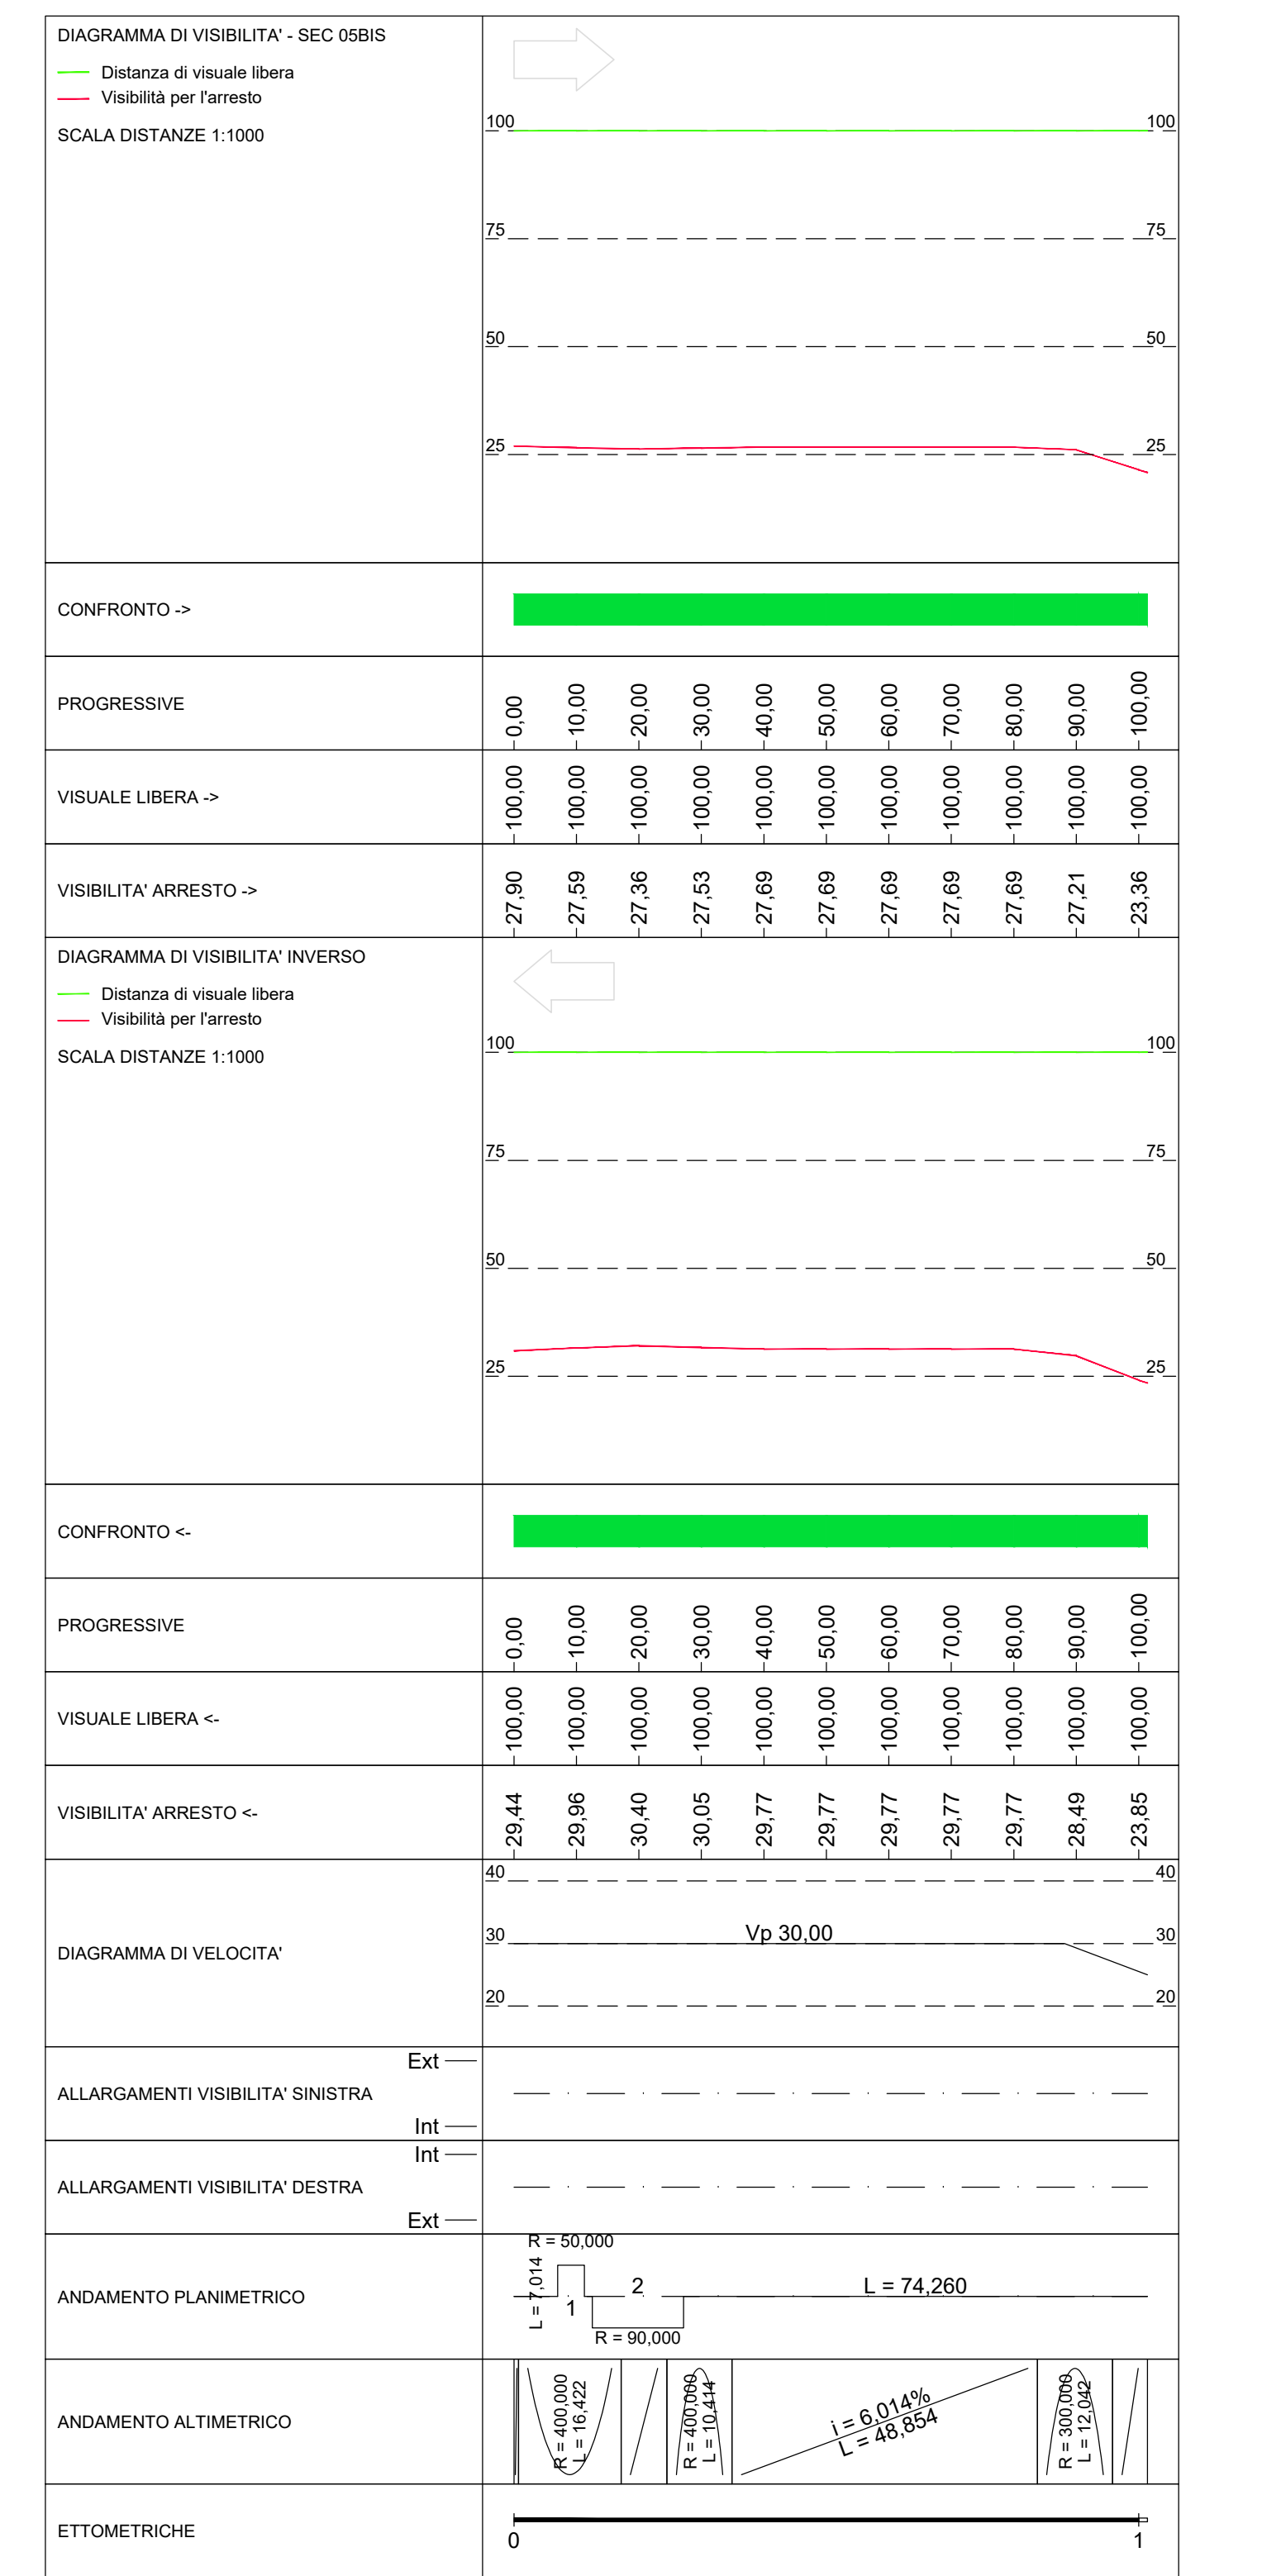 DIAGRAMMA DI VISIBILITA' - SEC 05BIS
Distanza di visuale libera
Visibilità per l'arresto
SCALA DISTANZE 1:1000
100 100
75 75
50 50
25 25
CONFRONTO ->
PROGRESSIVE
0,00 10,00 20,00 30,00 40,00 50,00 60,00 70,00 80,00 90,00 100,00
VISUALE LIBERA ->
100,00 100,00 100,00 100,00 100,00 100,00 100,00 100,00 100,00 100,00 100,00
VISIBILITA' ARRESTO ->
27,90 27,59 27,36 27,53 27,69 27,69 27,69 27,69 27,69 27,21 23,36
DIAGRAMMA DI VISIBILITA' INVERSO
Distanza di visuale libera
Visibilità per l'arresto
SCALA DISTANZE 1:1000
100 100
75 75
50 50
25 25
CONFRONTO <-
PROGRESSIVE
0,00 10,00 20,00 30,00 40,00 50,00 60,00 70,00 80,00 90,00 100,00
VISUALE LIBERA <-
100,00 100,00 100,00 100,00 100,00 100,00 100,00 100,00 100,00 100,00 100,00
VISIBILITA' ARRESTO <-
29,44 29,96 30,40 30,05 29,77 29,77 29,77 29,77 29,77 28,49 23,85
DIAGRAMMA DI VELOCITA'
40 40
Vp 30,00
30 30
20 20
Ext
ALLARGAMENTI VISIBILITA' SINISTRA
Int
Int
ALLARGAMENTI VISIBILITA' DESTRA
Ext
ANDAMENTO PLANIMETRICO
R = 50,000
L = 7,014
1
2
R = 90,000
L = 74,260
ANDAMENTO ALTIMETRICO
R = 400,000
L = 16,422
R = 400,000
L = 10,414
i = 6,014%
L = 48,854
R = 300,000
L = 12,042
ETTOMETRICHE
0 1